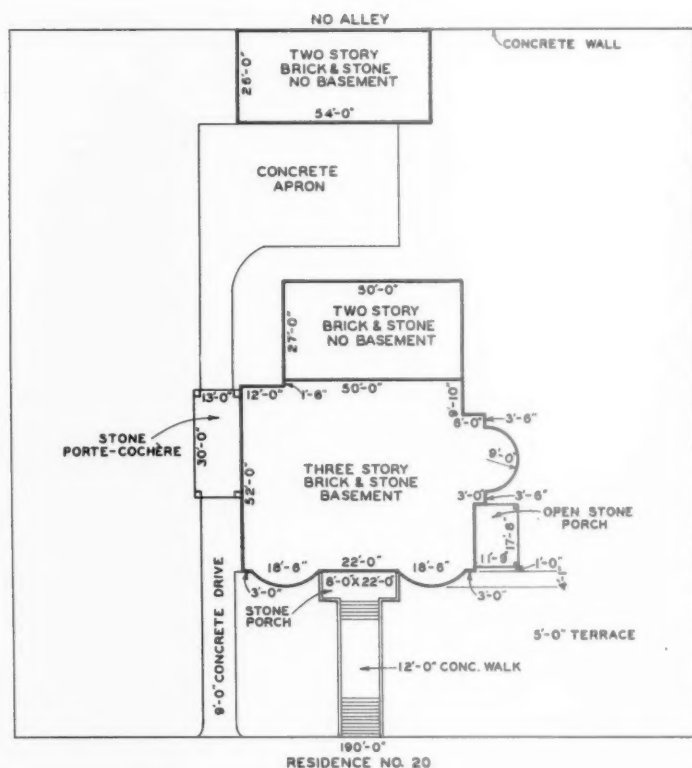 NO ALLEY
CONCRETE WALL
TWO STORY
BRICK & STONE
NO BASEMENT
26'-0"
54'-0"
CONCRETE
APRON
50'-0"
TWO STORY
BRICK & STONE
NO BASEMENT
27'-0"
13'-0"
12'-0"
1'-6"
50'-0"
9'-10"
6'-0"
3'-6"
STONE
PORTE-COCHÈRE
30'-0"
52'-0"
THREE STORY
BRICK & STONE
BASEMENT
9'-0"
3'-0"
3'-6"
OPEN STONE
PORCH
17'-8"
11'-9"
1'-0"
18'-6"
22'-0"
18'-6"
3'-0"
8'-0" X 22'-0"
3'-0"
STONE
PORCH
5'-0" TERRACE
9'-0" CONCRETE DRIVE
12'-0" CONC. WALK
190'-0"
RESIDENCE NO. 20